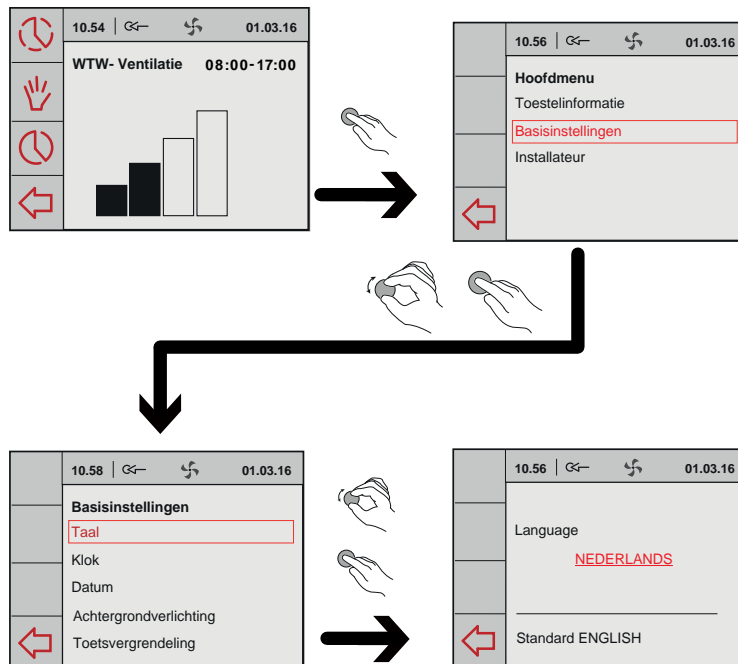 10.54 01.03.16
WTW- Ventilatie 08:00-17:00
10.56 01.03.16
Hoofdmenu
Toestelinformatie
Basisinstellingen
Installateur
10.58 01.03.16
Basisinstellingen
Taal
Klok
Datum
Achtergrondverlichting
Toetsvergrendeling
10.56 01.03.16
Language
NEDERLANDS
Standard ENGLISH